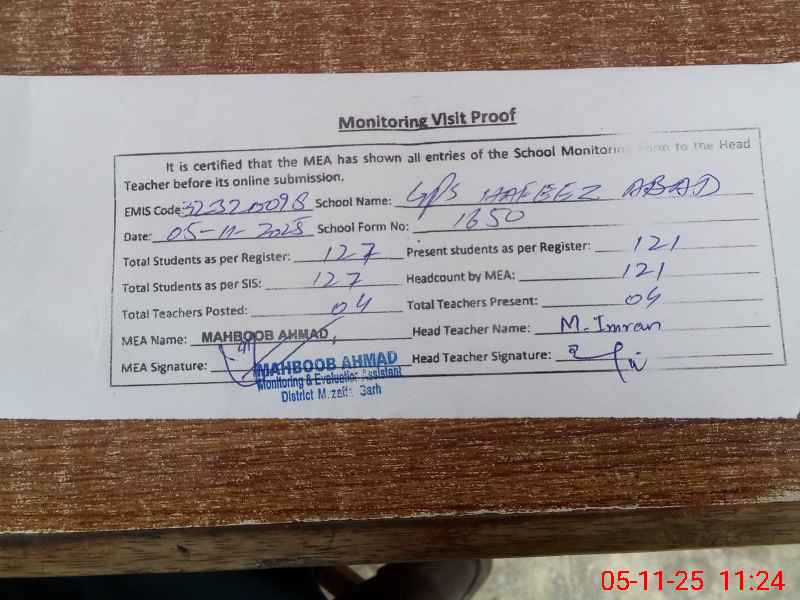 Monitoring Visit Proof
It is certified that the MEA has shown all entries of the School Monitoring Form to the Head
Teacher before its online submission.
EMIS Code: 32320098 School Name: GPS HAFEEZ ABAD
Date: 05-11-2025 School Form No: 1650
Total Students as per Register: 127 Present students as per Register: 121
Total Students as per SIS: 127 Headcount by MEA: 121
Total Teachers Posted: 04 Total Teachers Present: 04
MEA Name: MAHBOOB AHMAD Head Teacher Name: M. Imran
MEA Signature: Head Teacher Signature:
MAHBOOB AHMAD
Monitoring & Evaluation Assistant
District Muzaffar Garh
05-11-25 11:24